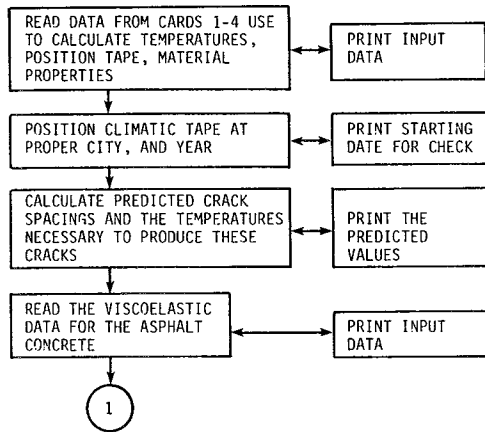 READ DATA FROM CARDS 1-4 USE
TO CALCULATE TEMPERATURES,
POSITION TAPE, MATERIAL
PROPERTIES
PRINT INPUT
DATA
POSITION CLIMATIC TAPE AT
PROPER CITY, AND YEAR
PRINT STARTING
DATE FOR CHECK
CALCULATE PREDICTED CRACK
SPACINGS AND THE TEMPERATURES
NECESSARY TO PRODUCE THESE
CRACKS
PRINT THE
PREDICTED
VALUES
READ THE VISCOELASTIC
DATA FOR THE ASPHALT
CONCRETE
PRINT INPUT
DATA
1